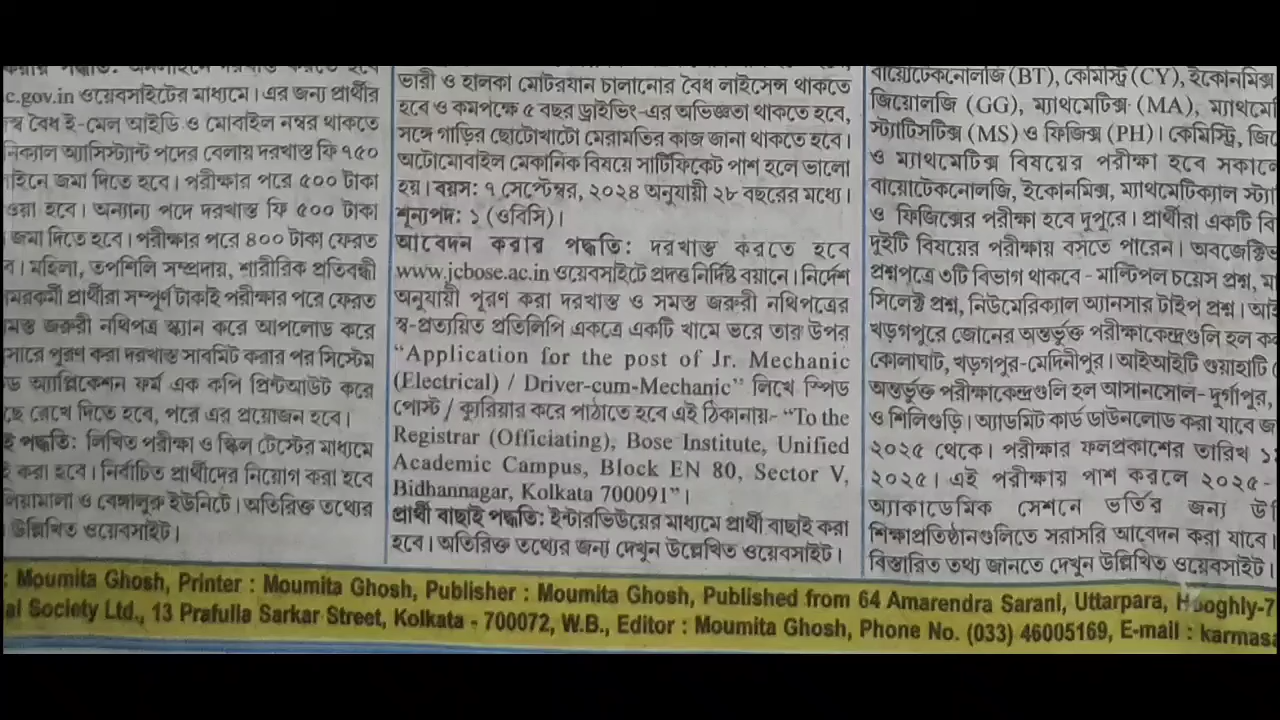 c.gov.in ওয়েবসাইটের মাধ্যমে। এর জন্য প্রার্থীর
বৈধ ই-মেল আইডি ও মোবাইল নম্বর থাকতে
অ্যাসিস্ট্যান্ট পদের বেলায় দরখাস্ত ফি ৭৫০
জমা দিতে হবে। পরীক্ষার পরে ৫০০ টাকা
হবে। অন্যান্য পদে দরখাস্ত ফি ৫০০ টাকা
জমা দিতে হবে। পরীক্ষার পরে ৪০০ টাকা ফেরত
মহিলা, তপশিলি সম্প্রদায়, শারীরিক প্রতিবন্ধী
প্রার্থীরা সম্পূর্ণ টাকাই পরীক্ষার পরে ফেরত
জরুরী নথিপত্র স্ক্যান করে আপলোড করে
পূরণ করা দরখাস্ত সাবমিট করার পর সিস্টেম
অ্যাপ্লিকেশন ফর্ম এক কপি প্রিন্টআউট করে
রেখে দিতে হবে, পরে এর প্রয়োজন হবে।
পদ্ধতি: লিখিত পরীক্ষা ও স্কিল টেস্টের মাধ্যমে
করা হবে। নির্বাচিত প্রার্থীদের নিয়োগ করা হবে
ও বেঙ্গালুরু ইউনিটে। অতিরিক্ত তথ্যের
উল্লিখিত ওয়েবসাইট।
ভারী ও হালকা মোটরযান চালানোর বৈধ লাইসেন্স থাকতে
হবে ও কমপক্ষে ৫ বছর ড্রাইভিং-এর অভিজ্ঞতা থাকতে হবে,
সঙ্গে গাড়ির ছোটোখাটো মেরামতির কাজ জানা থাকতে হবে।
অটোমোবাইল মেকানিক বিষয়ে সার্টিফিকেট পাশ হলে ভালো
হয়। বয়স: ৭ সেপ্টেম্বর, ২০২৪ অনুযায়ী ২৮ বছরের মধ্যে।
শূন্যপদ: ১ (ওবিসি)।
আবেদন করার পদ্ধতি: দরখাস্ত করতে হবে
www.jcbose.ac.in ওয়েবসাইটে প্রদত্ত নির্দিষ্ট বয়ানে। নির্দেশ
অনুযায়ী পূরণ করা দরখাস্ত ও সমস্ত জরুরী নথিপত্রের
স্ব-প্রত্যয়িত প্রতিলিপি একত্রে একটি খামে ভরে তার উপর
“Application for the post of Jr. Mechanic
(Electrical) / Driver-cum-Mechanic” লিখে স্পিড
পোস্ট / ক্যুরিয়ার করে পাঠাতে হবে এই ঠিকানায়- “To the
Registrar (Officiating), Bose Institute, Unified
Academic Campus, Block EN 80, Sector V,
Bidhannagar, Kolkata 700091”।
প্রার্থী বাছাই পদ্ধতি: ইন্টারভিউয়ের মাধ্যমে প্রার্থী বাছাই করা
হবে। অতিরিক্ত তথ্যের জন্য দেখুন উল্লেখিত ওয়েবসাইট।
বায়োটেকনোলজি (BT), কেমিস্ট্রি (CY), ইকোনমিক্স
জিয়োলজি (GG), ম্যাথমেটিক্স (MA), ম্যাথমে
স্ট্যাটিসটিক্স (MS) ও ফিজিক্স (PH)। কেমিস্ট্রি,
ও ম্যাথমেটিক্স বিষয়ের পরীক্ষা হবে সকালে
বায়োটেকনোলজি, ইকোনমিক্স, ম্যাথমেটিক্যাল
ও ফিজিক্সের পরীক্ষা হবে দুপুরে। প্রার্থীরা একটি
দুইটি বিষয়ের পরীক্ষায় বসতে পারেন।
প্রশ্নপত্রে ৩টি বিভাগ থাকবে - মাল্টিপল চয়েস প্রশ্ন,
সিলেক্ট প্রশ্ন, নিউমেরিক্যাল অ্যানসার টাইপ প্রশ্ন।
খড়গপুরে জোনের অন্তর্ভুক্ত পরীক্ষাকেন্দ্রগুলি হল
কোলাঘাট, খড়গপুর-মেদিনীপুর। আইআইটি গুয়াহাটি
অন্তর্ভুক্ত পরীক্ষাকেন্দ্রগুলি হল আসানসোল- দুর্গাপুর,
ও শিলিগুড়ি। অ্যাডমিট কার্ড ডাউনলোড করা যাবে
২০২৫ থেকে। পরীক্ষার ফলপ্রকাশের তারিখ
২০২৫। এই পরীক্ষায় পাশ করলে ২০২৫-
অ্যাকাডেমিক সেশনে ভর্তির জন্য
শিক্ষাপ্রতিষ্ঠানগুলিতে সরাসরি আবেদন করা যাবে।
বিস্তারিত তথ্য জানতে দেখুন উল্লিখিত ওয়েবসাইট।
: Moumita Ghosh, Printer : Moumita Ghosh, Publisher : Moumita Ghosh, Published from 64 Amarendra Sarani, Uttarpara, Hooghly-7
al Society Ltd., 13 Prafulla Sarkar Street, Kolkata - 700072, W.B., Editor : Moumita Ghosh, Phone No. (033) 46005169, E-mail : karmasa